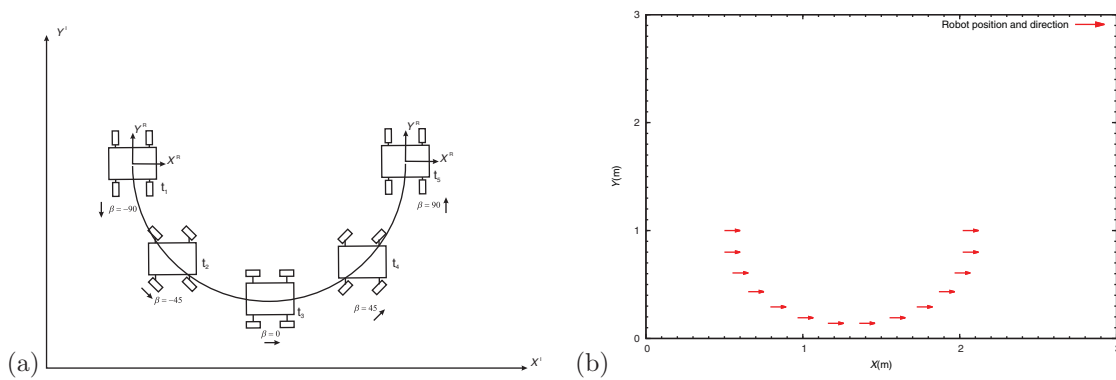 Y^I
Y^R
X^R
t_1
β = -90
t_2
β = -45
t_3
β = 0
t_4
β = 45
Y^R
X^R
t_5
β = 90
X^I
(a)
Robot position and direction
3
2
1
0
Y(m)
0 1 2 3
X(m)
(b)